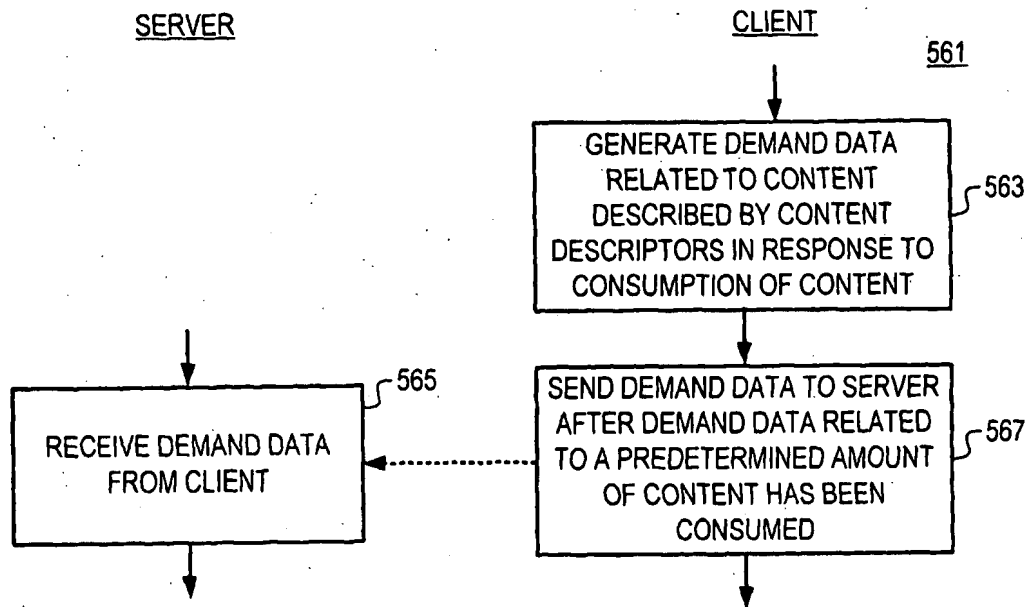 SERVER
CLIENT
561
GENERATE DEMAND DATA
RELATED TO CONTENT
DESCRIBED BY CONTENT
DESCRIPTORS IN RESPONSE TO
CONSUMPTION OF CONTENT
563
565
RECEIVE DEMAND DATA
FROM CLIENT
SEND DEMAND DATA TO SERVER
AFTER DEMAND DATA RELATED
TO A PREDETERMINED AMOUNT
OF CONTENT HAS BEEN
CONSUMED
567